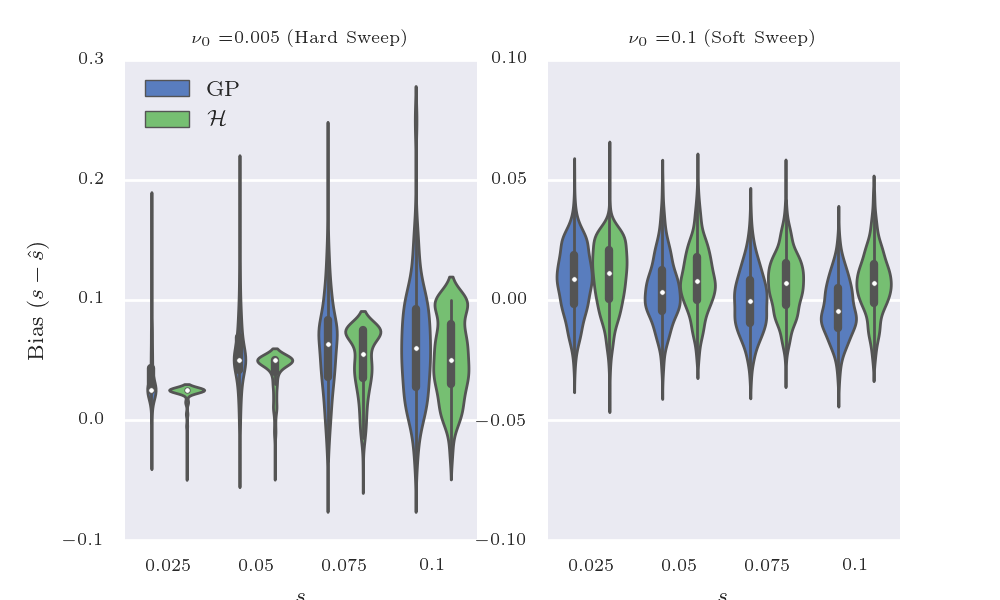 ν₀ =0.005 (Hard Sweep)
ν₀ =0.1 (Soft Sweep)
Bias (s − ŝ)
0.3
0.2
0.1
0.0
−0.1
GP
ℋ
0.025
0.05
0.075
0.1
s
0.10
0.05
0.00
−0.05
−0.10
0.025
0.05
0.075
0.1
s